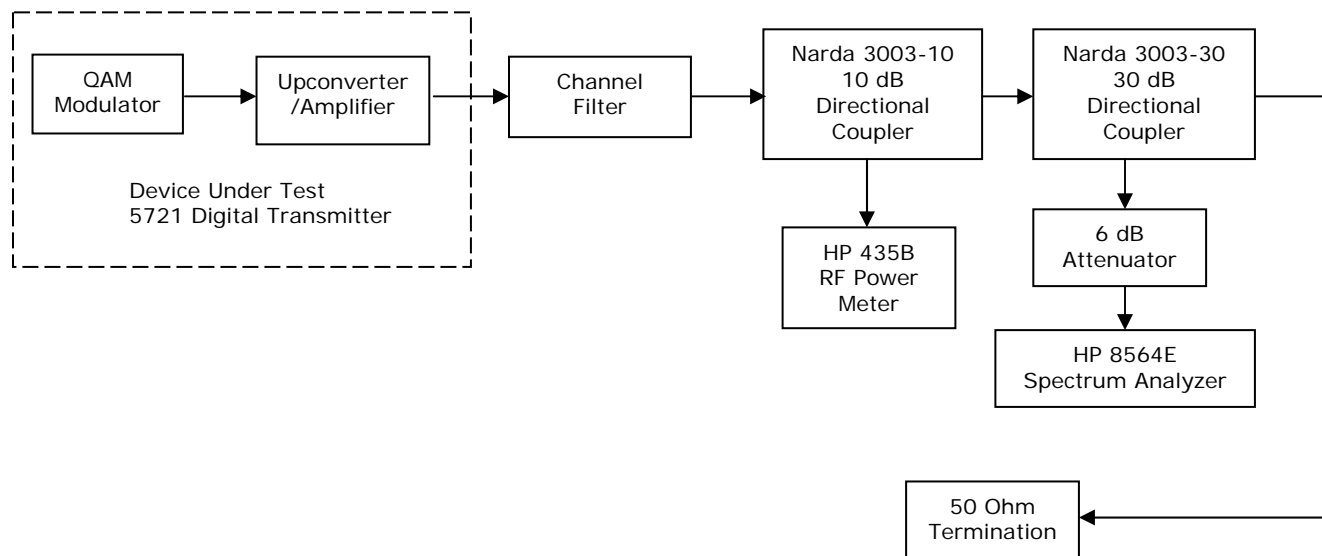 QAM
Modulator
Upconverter
/Amplifier
Device Under Test
5721 Digital Transmitter
Channel
Filter
Narda 3003-10
10 dB
Directional
Coupler
Narda 3003-30
30 dB
Directional
Coupler
HP 435B
RF Power
Meter
6 dB
Attenuator
HP 8564E
Spectrum Analyzer
50 Ohm
Termination